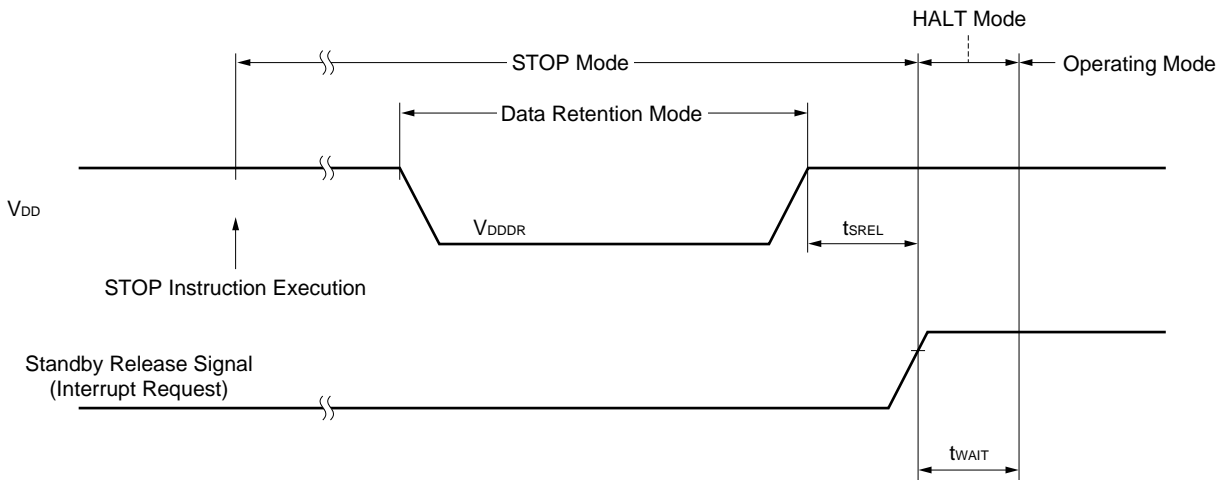 HALT Mode
STOP Mode
Operating Mode
Data Retention Mode
VDD
VDDDR
tSREL
STOP Instruction Execution
Standby Release Signal
(Interrupt Request)
tWAIT